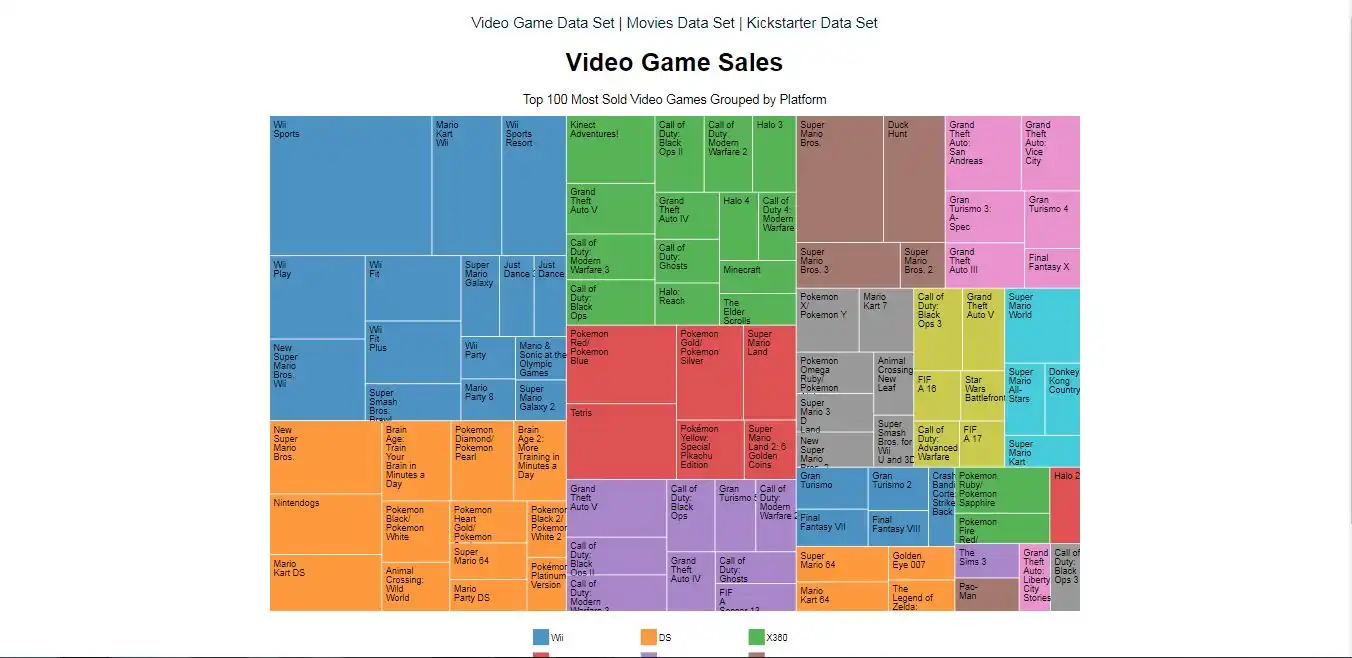 Video Game Data Set | Movies Data Set | Kickstarter Data Set
Video Game Sales
Top 100 Most Sold Video Games Grouped by Platform
Wii
Sports
Mario
Kart
Wii
Wii
Sports
Resort
Wii
Play
Wii
Fit
Super
Mario
Galaxy
Just
Dance
Just
Dance
New
Super
Mario
Bros.
Wii
Wii
Fit
Plus
Super
Smash
Bros.
Brawl
Wii
Party
Mario &
Sonic at the
Olympic
Games
Mario
Party 8
Super
Mario
Galaxy 2
New
Super
Mario
Bros.
Brain
Age:
Train
Your
Brain in
Minutes a
Day
Pokemon
Diamond/
Pokemon
Pearl
Brain
Age 2:
More
Training in
Minutes a
Day
Nintendogs
Mario
Kart DS
Pokemon
Black/
Pokemon
White
Animal
Crossing:
Wild
World
Pokemon
Heart
Gold/
Pokemon
Super
Mario 64
Mario
Party DS
Pokemon
Black 2/
Pokemon
White 2
Pokémon
Platinum
Version
Kinect
Adventures!
Grand
Theft
Auto V
Call of
Duty:
Modern
Warfare 3
Call of
Duty:
Black
Ops
Call of
Duty:
Black
Ops II
Call of
Duty:
Modern
Warfare 2
Halo 3
Grand
Theft
Auto IV
Call of
Duty:
Ghosts
Halo:
Reach
Halo 4
Call of
Duty 4:
Modern
Warfare
Minecraft
The
Elder
Scrolls
Pokemon
Red/
Pokemon
Blue
Tetris
Pokemon
Gold/
Pokemon
Silver
Super
Mario
Land
Pokémon
Yellow:
Special
Pikachu
Edition
Super
Mario
Land 2: 6
Golden
Coins
Grand
Theft
Auto V
Call of
Duty:
Black
Ops II
Call of
Duty:
Modern
Warfare 3
Call of
Duty:
Black
Ops
Gran
Turismo
Call of
Duty:
Modern
Warfare 2
Grand
Theft
Auto IV
Call of
Duty:
Ghosts
FIF
A
Soccer 13
Super
Mario
Bros.
Duck
Hunt
Super
Mario
Bros. 3
Super
Mario
Bros. 2
Grand
Theft
Auto:
San
Andreas
Grand
Theft
Auto:
Vice
City
Gran
Turismo 3:
A-
Spec
Gran
Turismo 4
Grand
Theft
Auto III
Final
Fantasy X
Pokemon
X/
Pokemon Y
Mario
Kart 7
Pokemon
Omega
Ruby/
Pokemon
Super
Mario 3
D
Land
New
Super
Mario
Bros. 2
Animal
Crossing
New
Leaf
Super
Smash
Bros. for
Wii
U and 3D
Call of
Duty:
Black
Ops 3
Grand
Theft
Auto V
FIF
A 16
Star
Wars
Battlefront
Call of
Duty:
Advanced
Warfare
FIF
A 17
Super
Mario
World
Super
Mario
All-
Stars
Donkey
Kong
Country
Super
Mario
Kart
Gran
Turismo
Gran
Turismo 2
Crash
Bandi
Corte
Strike
Back
Final
Fantasy VII
Final
Fantasy VIII
Pokemon
Ruby/
Pokemon
Sapphire
Pokemon
Fire
Red/
Halo 2
Super
Mario 64
Golden
Eye 007
Mario
Kart 64
The
Legend of
Zelda:
The
Sims 3
Pac-
Man
Grand
Theft
Auto:
Liberty
City
Stories
Call of
Duty:
Black
Ops 3
Wii
DS
X360